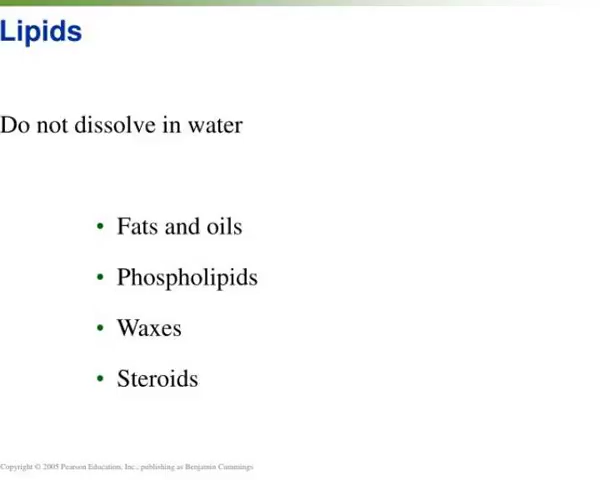 Lipids
Do not dissolve in water
• Fats and oils
• Phospholipids
• Waxes
• Steroids
Copyright © 2005 Pearson Education, Inc., publishing as Benjamin Cummings